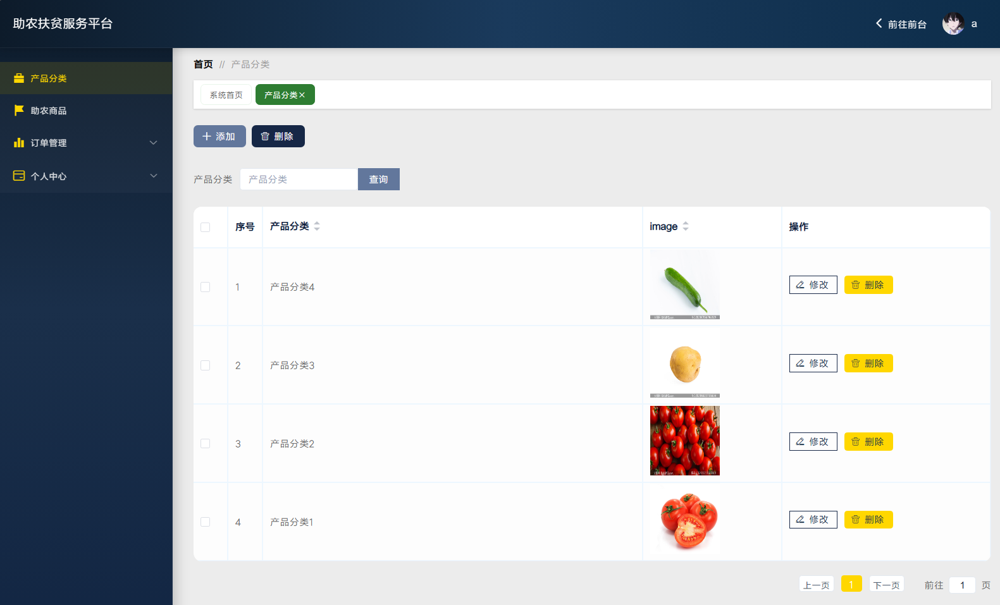 助农扶贫服务平台
前往前台 a
产品分类
助农商品
订单管理
个人中心
首页 // 产品分类
系统首页 产品分类×
添加 删除
产品分类 产品分类 查询
序号 产品分类 image 操作
1 产品分类4 修改 删除
2 产品分类3 修改 删除
3 产品分类2 修改 删除
4 产品分类1 修改 删除
上一页 1 下一页 前往 1 页